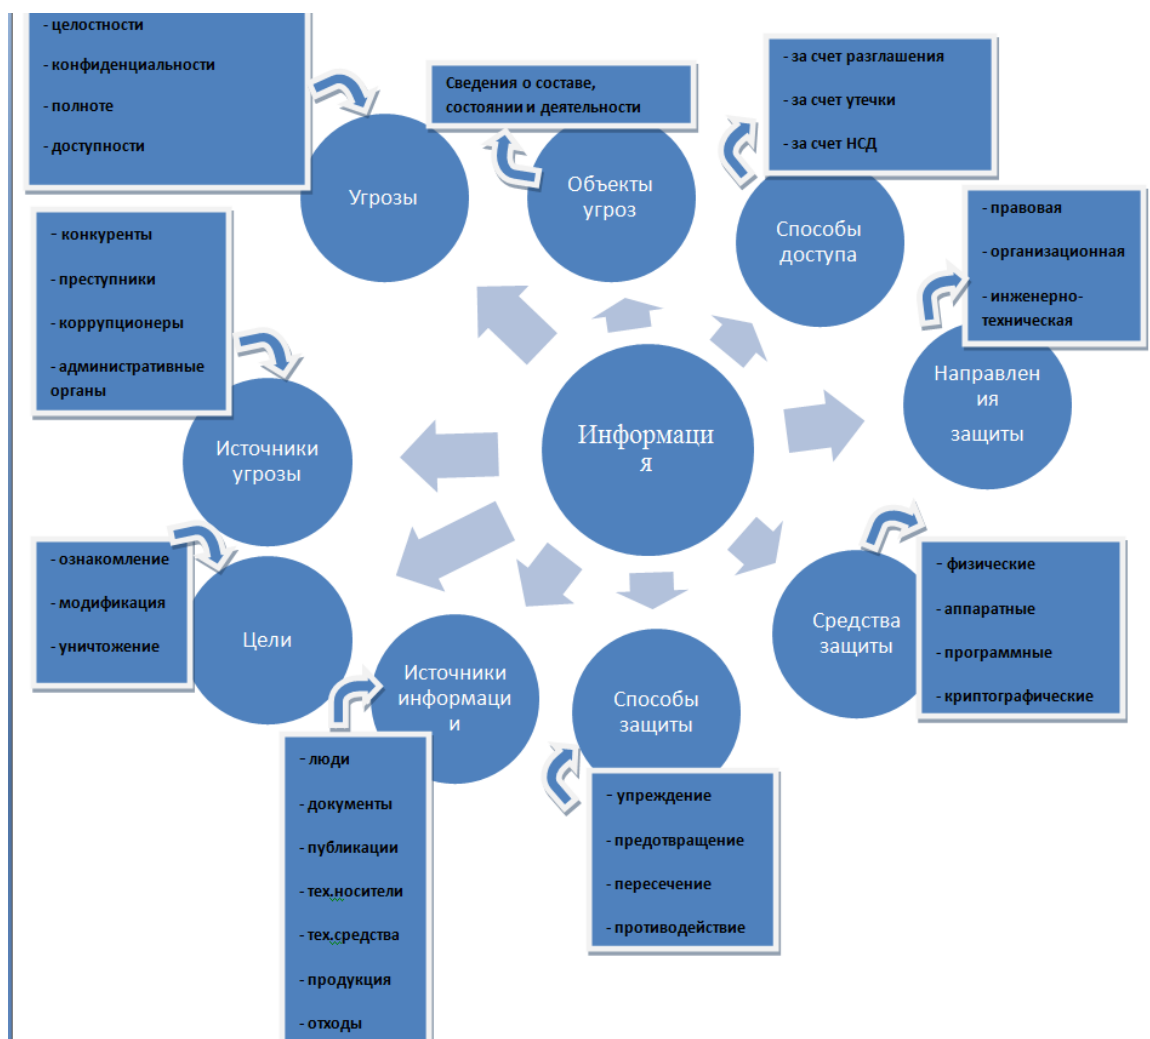 - целостности
- конфиденциальности
- полноте
- доступности
Угрозы
Сведения о составе,
состоянии и деятельности
Объекты
угроз
- за счет разглашения
- за счет утечки
- за счет НСД
Способы
доступа
- правовая
- организационная
- инженерно-
техническая
Направлен
ия
защиты
- конкуренты
- преступники
- коррупционеры
- административные
органы
Источники
угрозы
Информаци
я
- ознакомление
- модификация
- уничтожение
Цели
- физические
- аппаратные
- программные
- криптографические
Средства
защиты
Источники
информаци
и
- люди
- документы
- публикации
- тех.носители
- тех.средства
- продукция
- отходы
Способы
защиты
- упреждение
- предотвращение
- пересечение
- противодействие